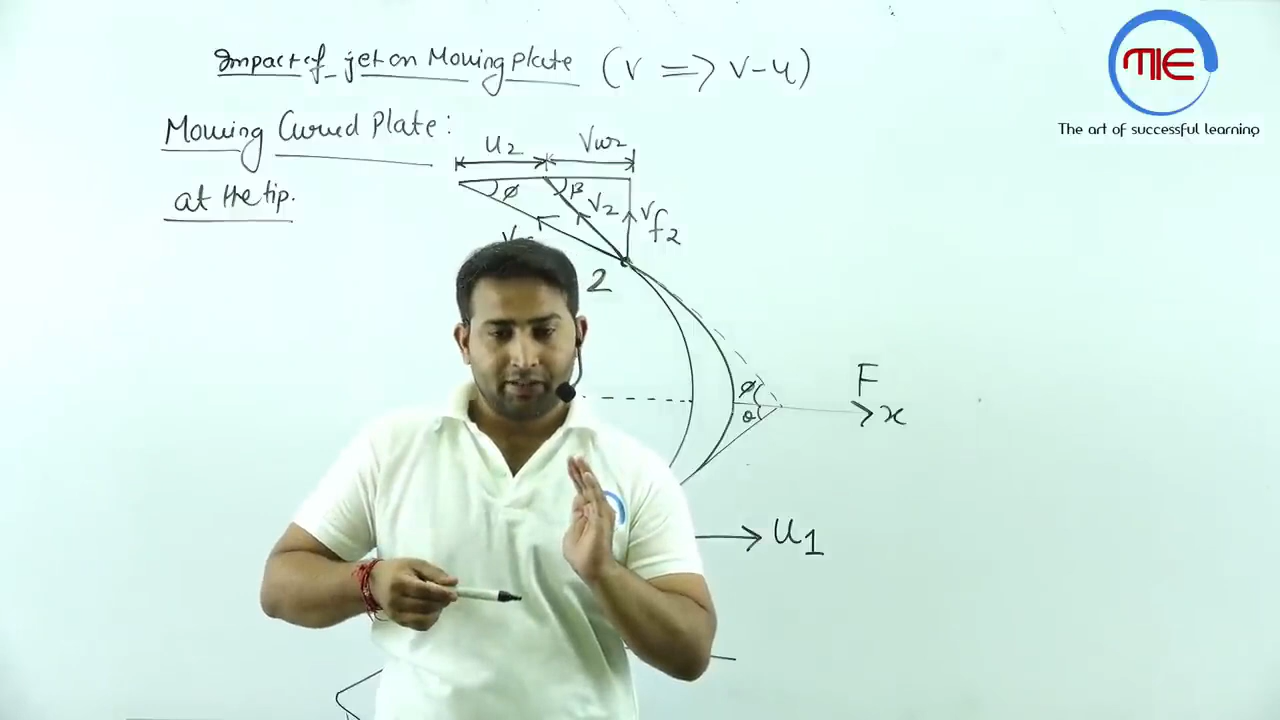 Impact of jet on Moving Plate (V => V-u)
MIE
The art of successful learning
Moving Curved Plate:
at the tip.
u2
Vw2
φ
β
V2
Vf2
2
F
φ
θ
x
u1